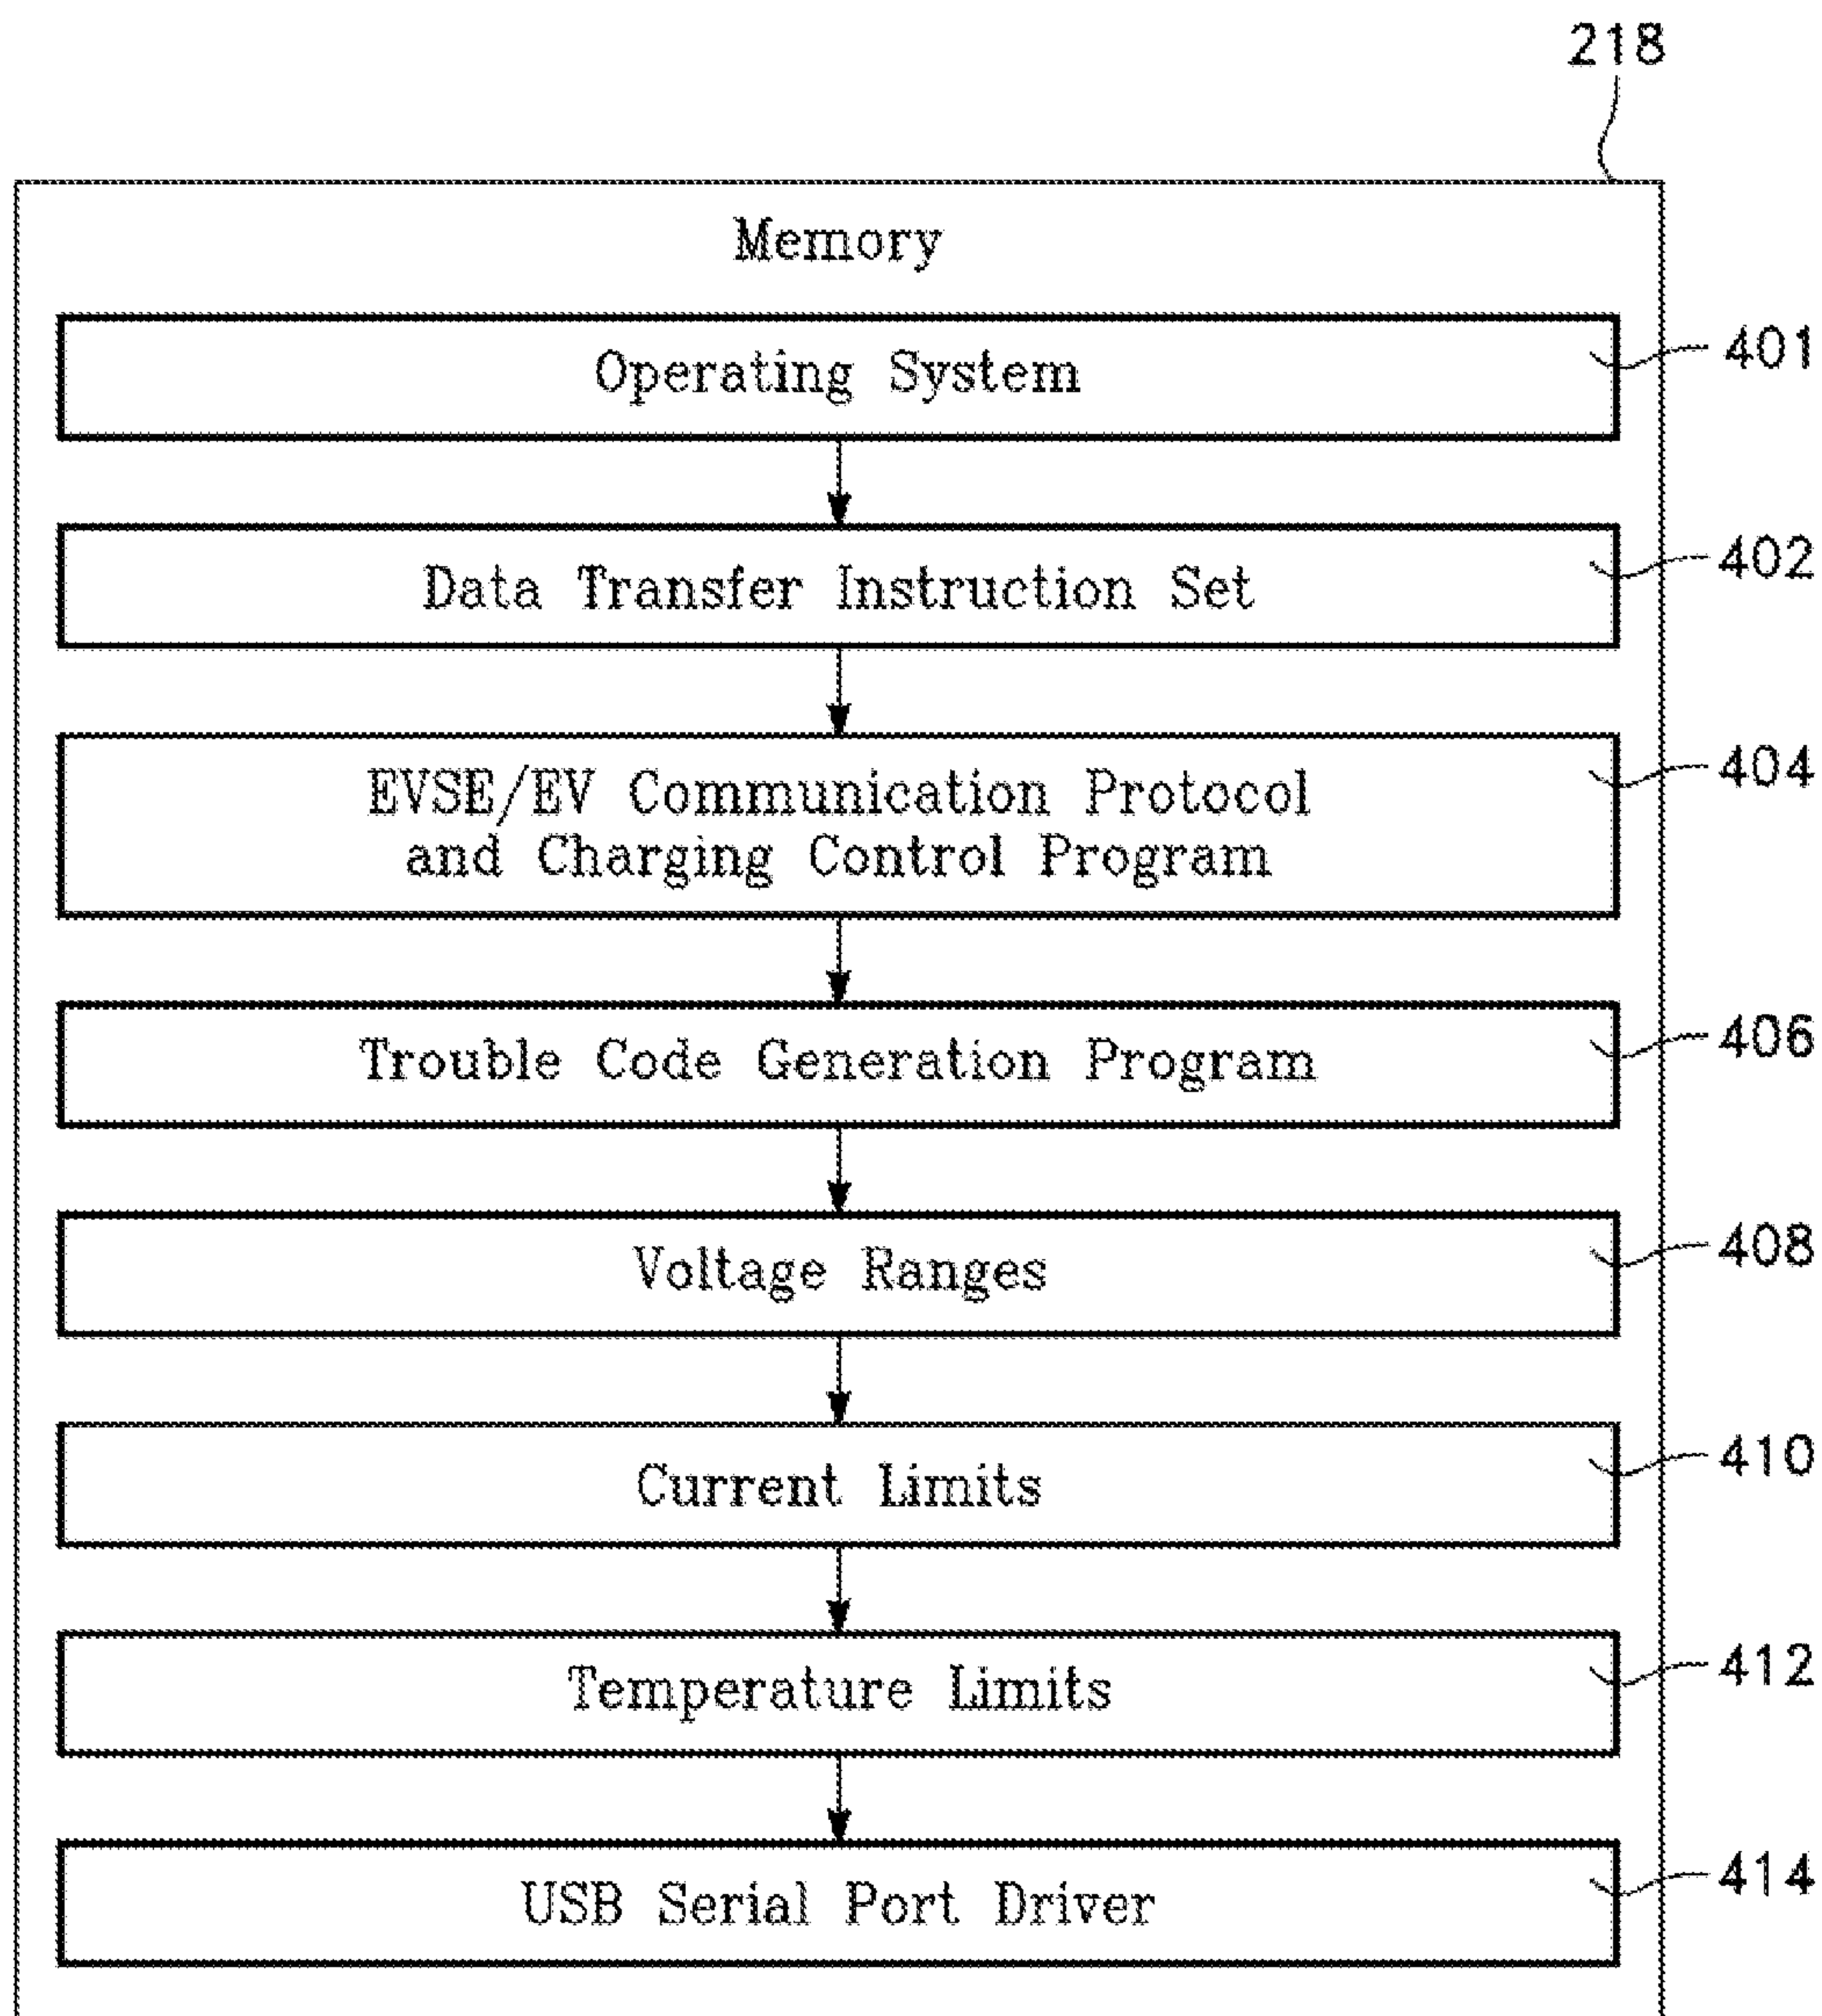 218
Memory
Operating System
401
Data Transfer Instruction Set
402
EVSE/EV Communication Protocol
and Charging Control Program
404
Trouble Code Generation Program
406
Voltage Ranges
408
Current Limits
410
Temperature Limits
412
USB Serial Port Driver
414